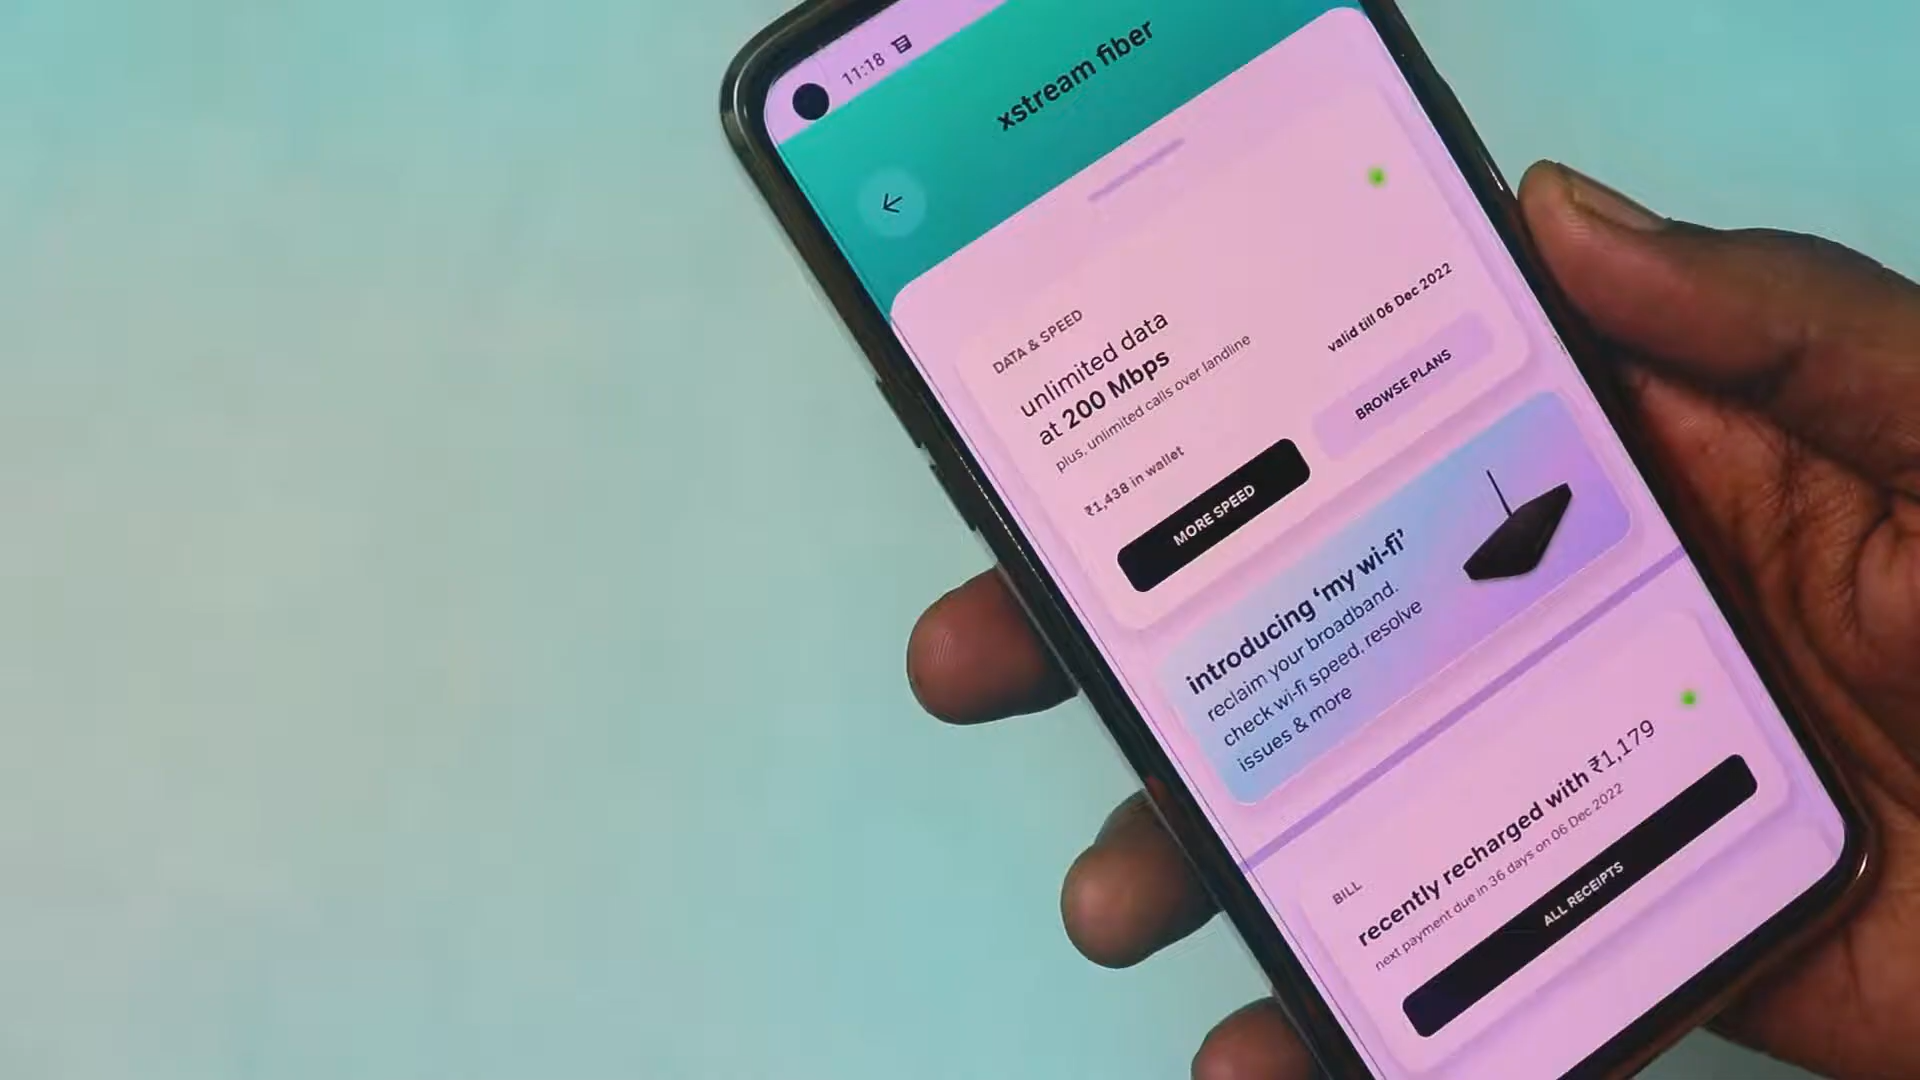 11:18
xstream fiber
DATA & SPEED
unlimited data
at 200 Mbps
plus, unlimited calls over landline
valid till 06 Dec 2022
₹1,438 in wallet
MORE SPEED
BROWSE PLANS
introducing ‘my wi-fi’
reclaim your broadband.
check wi-fi speed, resolve
issues & more
BILL
recently recharged with ₹1,179
next payment due in 36 days on 06 Dec 2022
ALL RECEIPTS